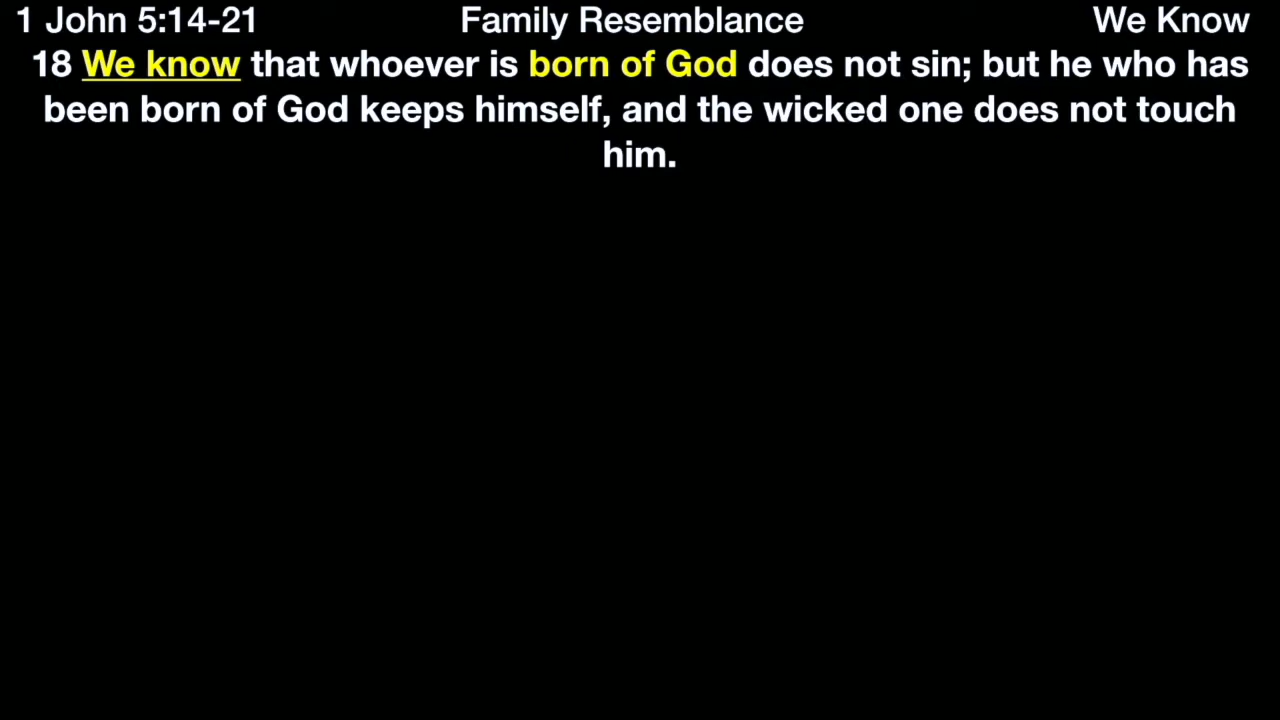 1 John 5:14-21 Family Resemblance We Know
18 We know that whoever is born of God does not sin; but he who has
been born of God keeps himself, and the wicked one does not touch
him.